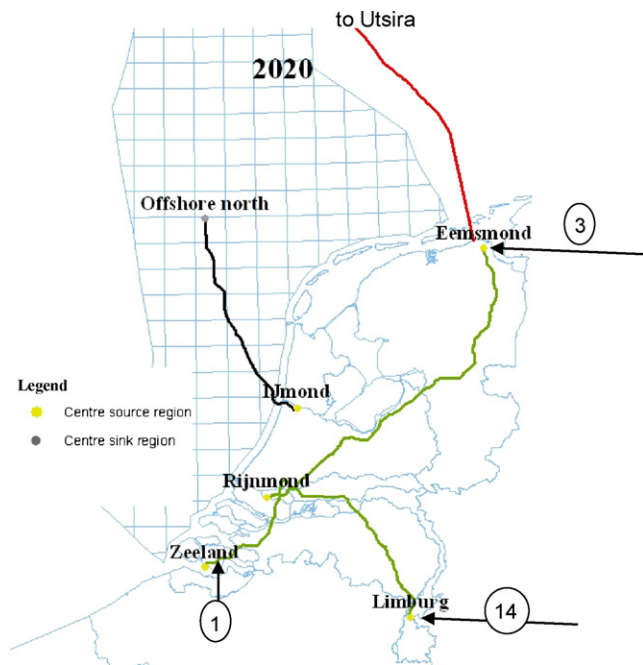 to Utsira
2020
Offshore north
Eemsmond
3
Legend
Centre source region
Centre sink region
IJmond
Rijnmond
Zeeland
1
Limburg
14